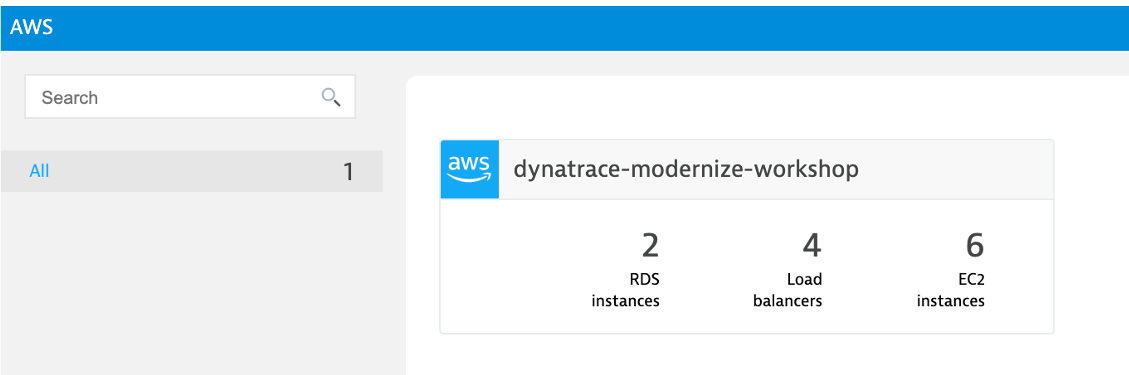 AWS
Search
All 1
aws dynatrace-modernize-workshop
2 4 6
RDS Load EC2
instances balancers instances